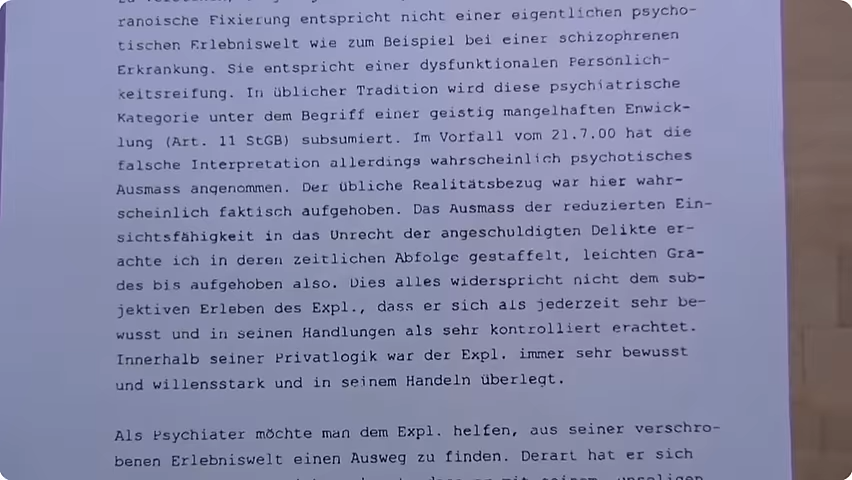 ranoische Fixierung entspricht nicht einer eigentlichen psycho-
tischen Erlebniswelt wie zum Beispiel bei einer schizophrenen
Erkrankung. Sie entspricht einer dysfunktionalen Persönlich-
keitsreifung. In üblicher Tradition wird diese psychiatrische
Kategorie unter dem Begriff einer geistig mangelhaften Enwick-
lung (Art. 11 StGB) subsumiert. Im Vorfall vom 21.7.00 hat die
falsche Interpretation allerdings wahrscheinlich psychotisches
Ausmass angenommen. Der übliche Realitätsbezug war hier wahr-
scheinlich faktisch aufgehoben. Das Ausmass der reduzierten Ein-
sichtsfähigkeit in das Unrecht der angeschuldigten Delikte er-
achte ich in deren zeitlichen Abfolge gestaffelt, leichten Gra-
des bis aufgehoben also. Dies alles widerspricht nicht dem sub-
jektiven Erleben des Expl., dass er sich als jederzeit sehr be-
wusst und in seinen Handlungen als sehr kontrolliert erachtet.
Innerhalb seiner Privatlogik war der Expl. immer sehr bewusst
und willensstark und in seinem Handeln überlegt.
Als Psychiater möchte man dem Expl. helfen, aus seiner verschro-
benen Erlebniswelt einen Ausweg zu finden. Derart hat er sich